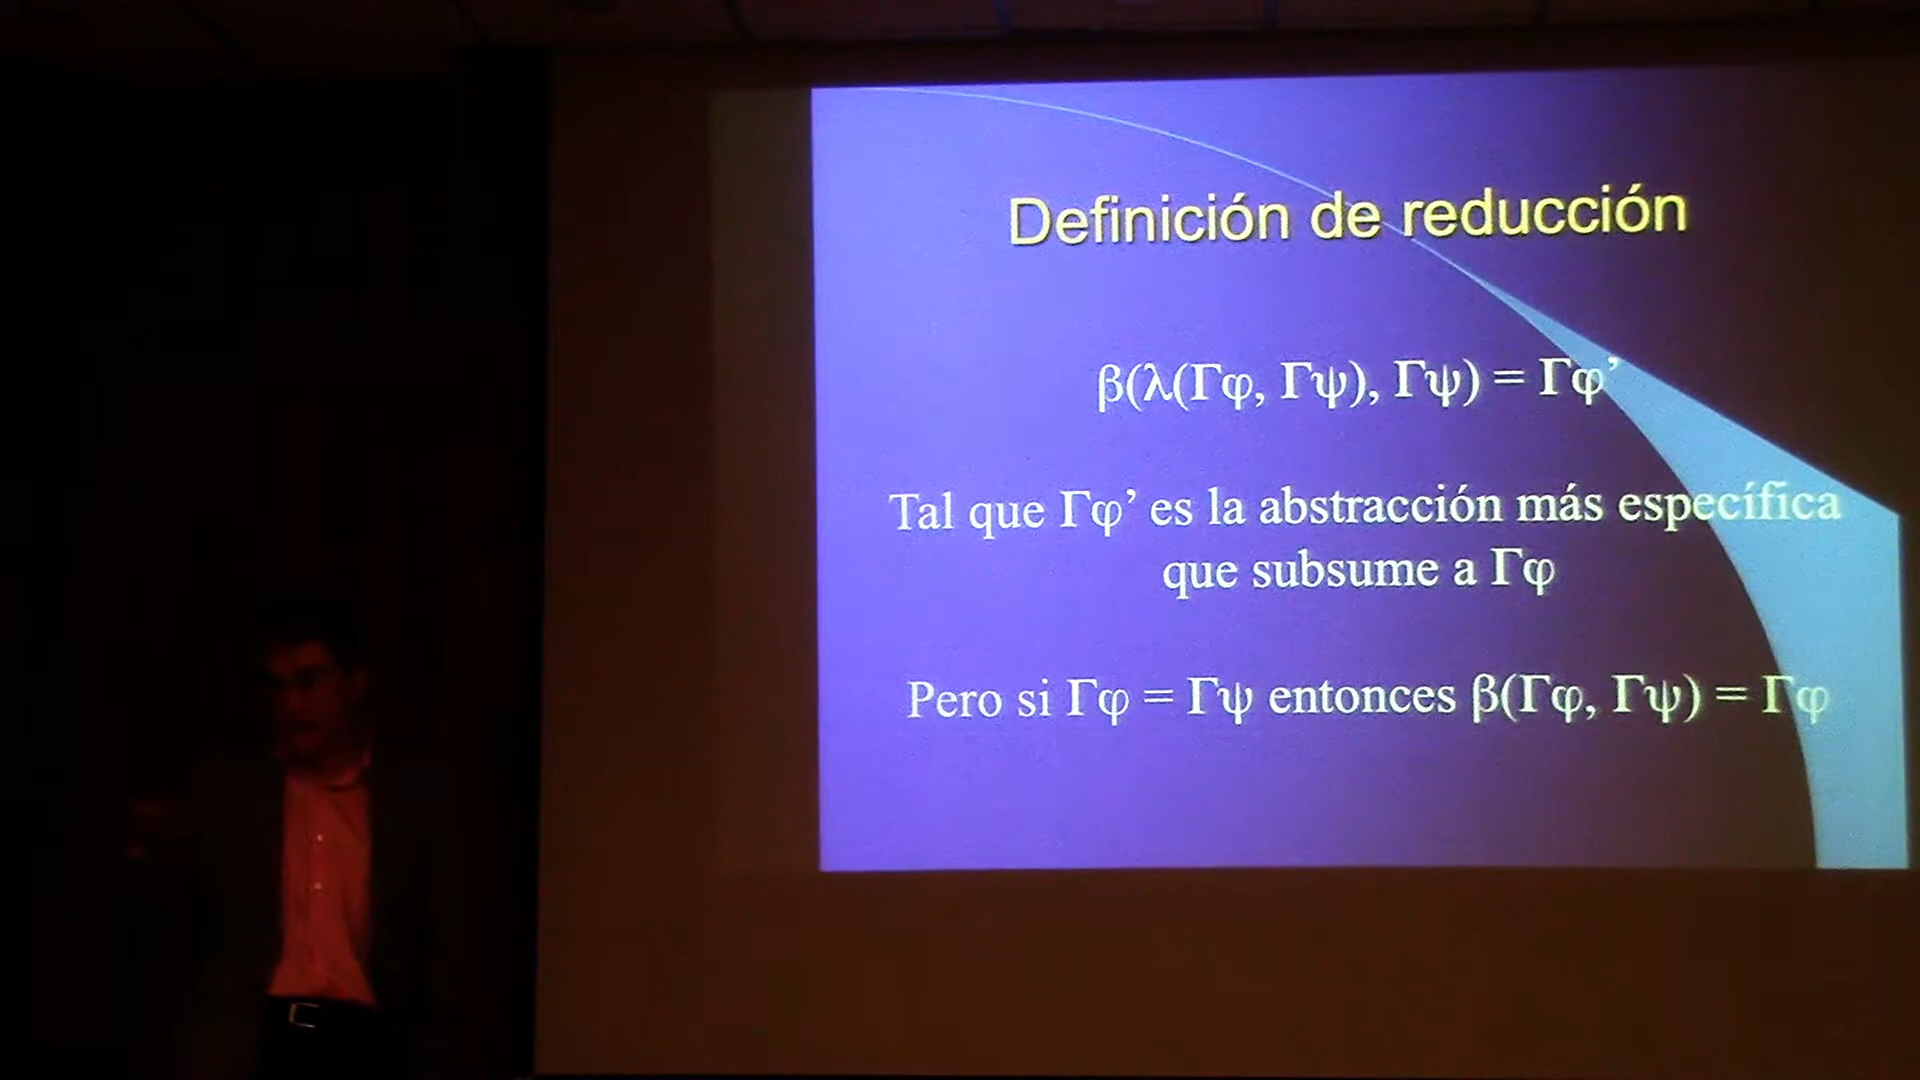 Definición de reducción
β(λ(Γφ, Γψ), Γψ) = Γφ’
Tal que Γφ’ es la abstracción más específica
que subsume a Γφ
Pero si Γφ = Γψ entonces β(Γφ, Γψ) = Γφ